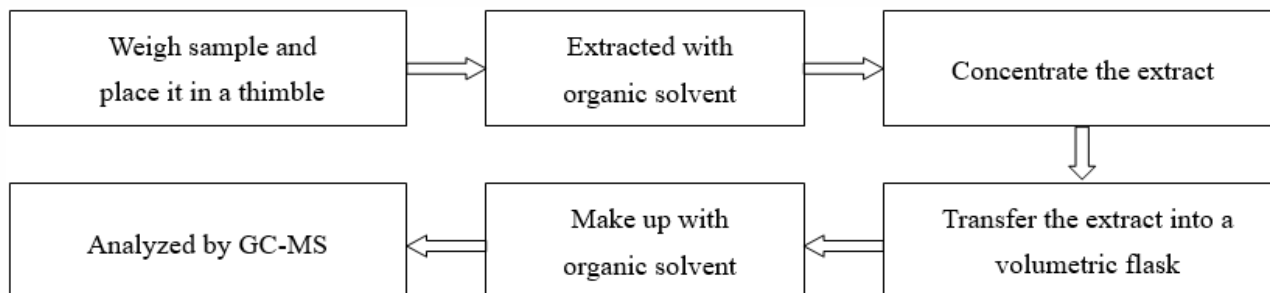 Weigh sample and
place it in a thimble
Extracted with
organic solvent
Concentrate the extract
Transfer the extract into a
volumetric flask
Make up with
organic solvent
Analyzed by GC-MS